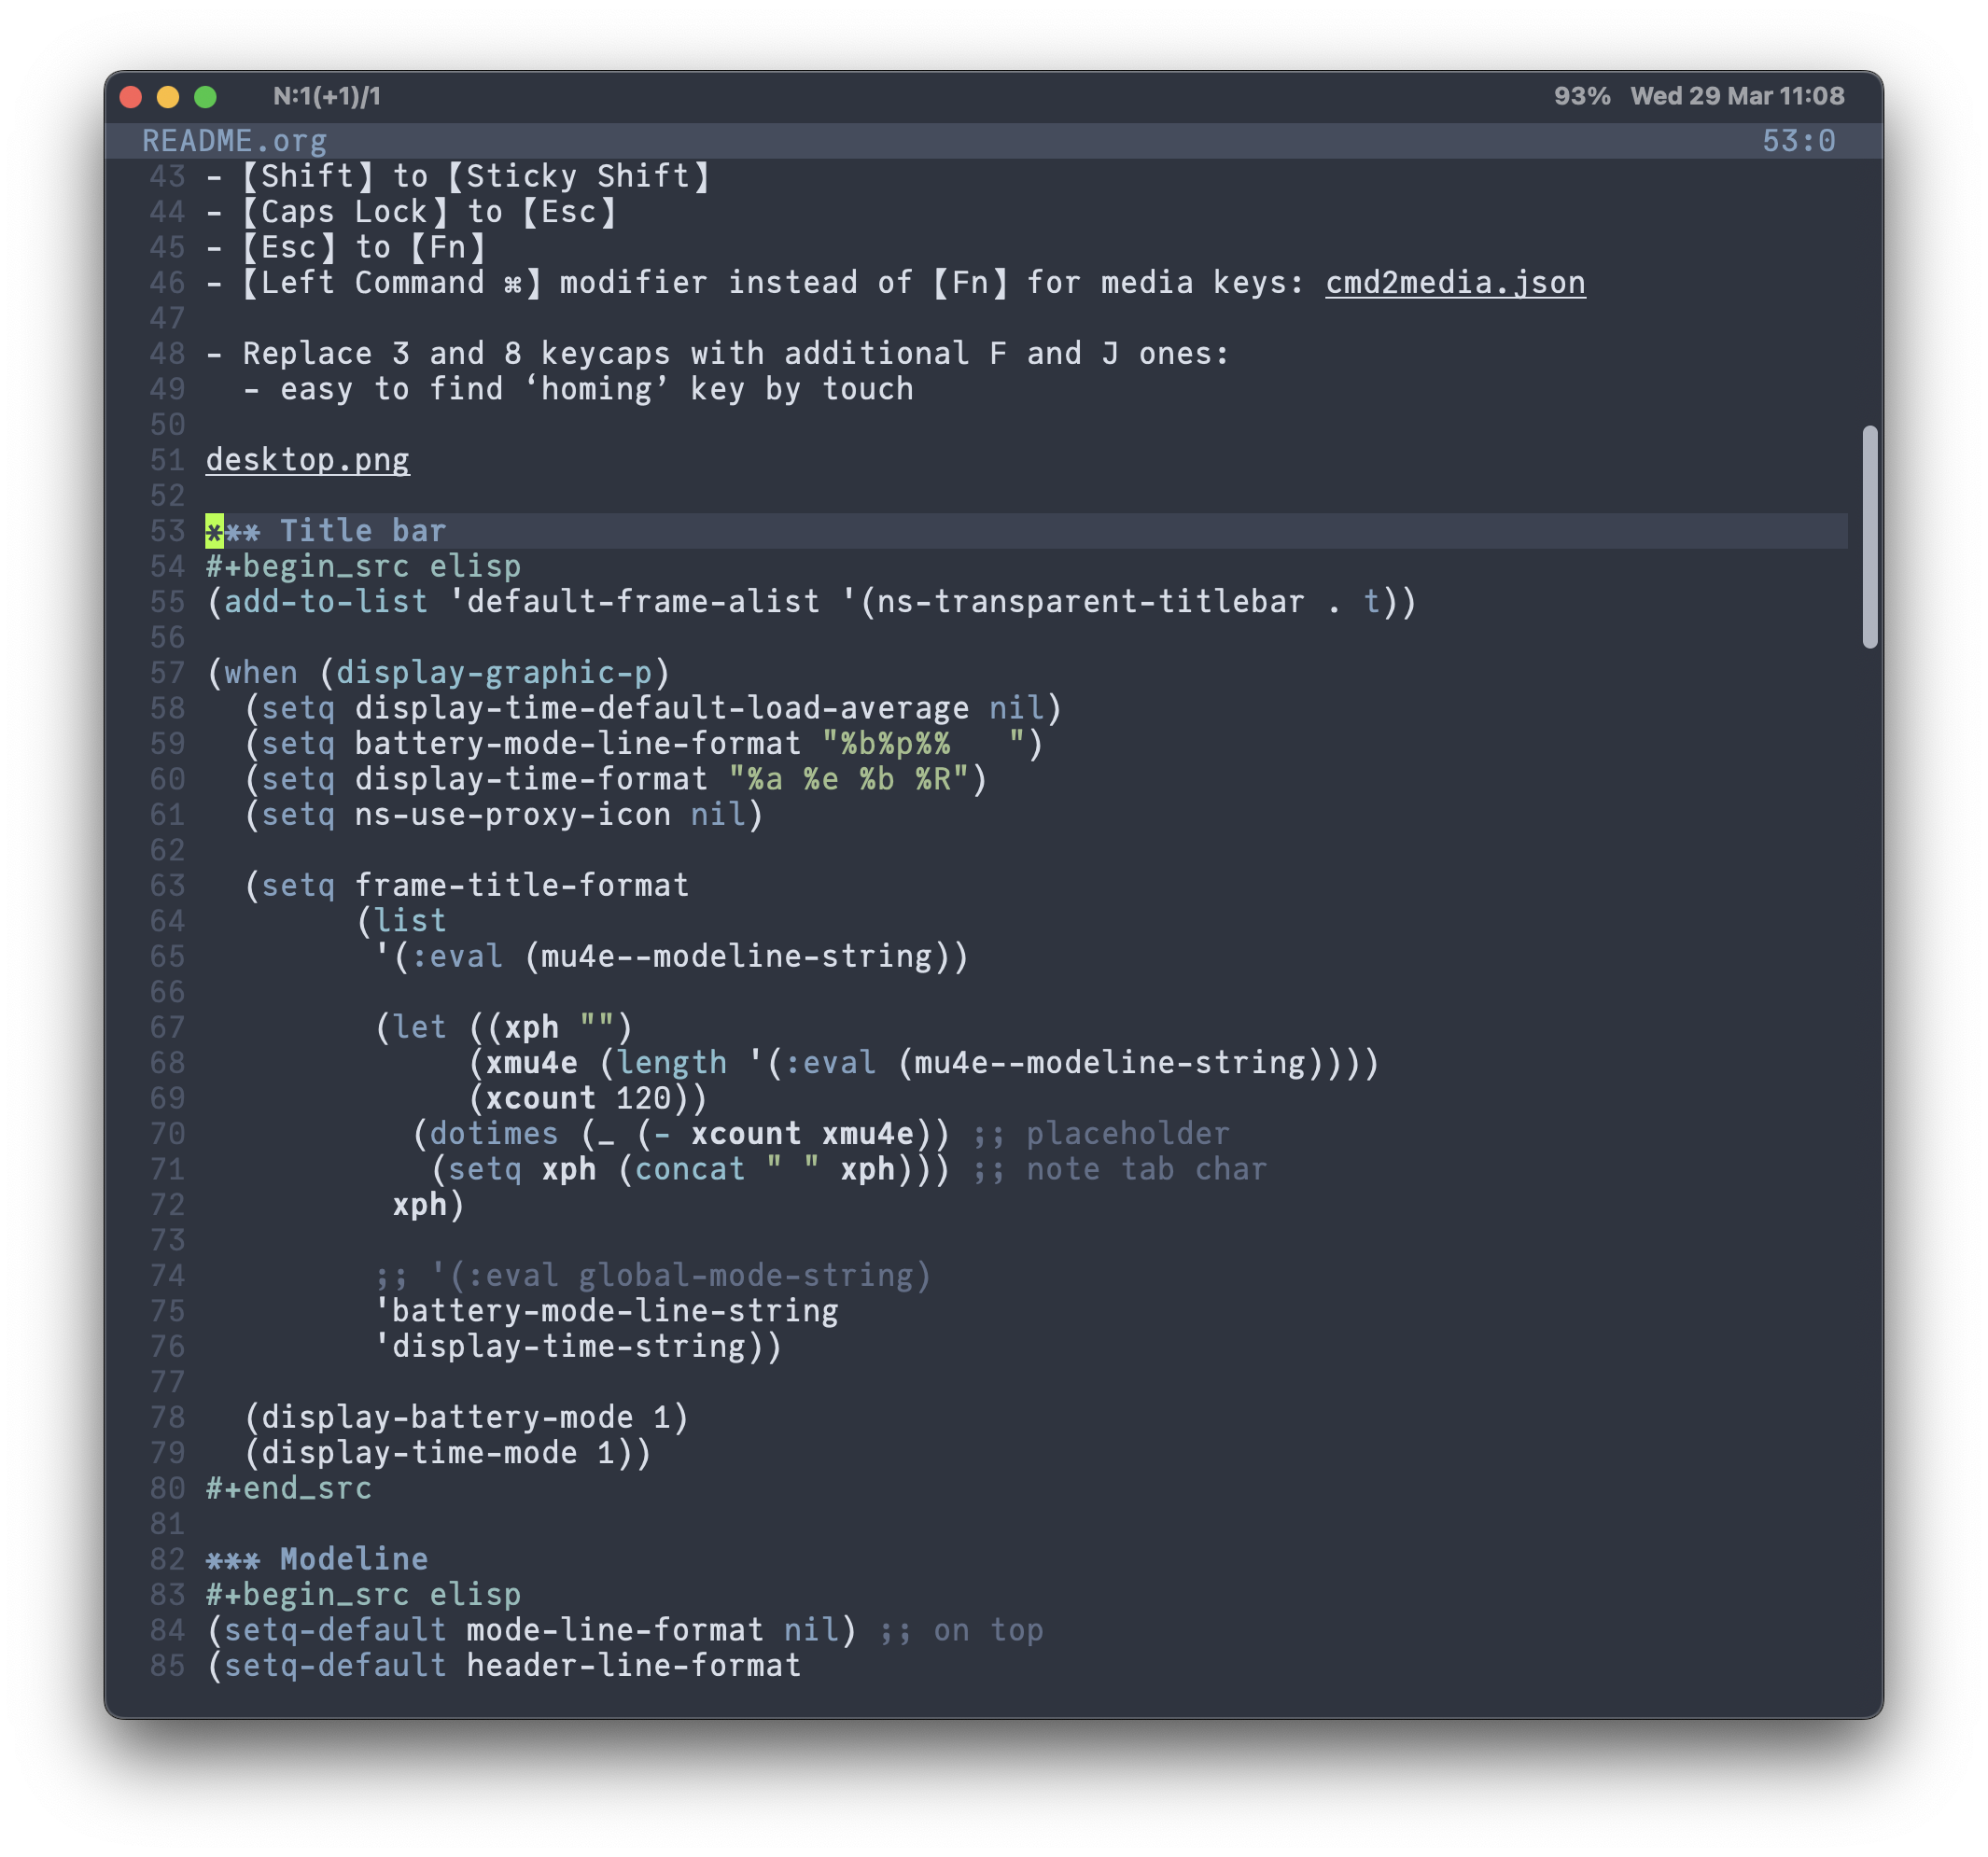 N:1(+1)/1 93% Wed 29 Mar 11:08
README.org 53:0
43 - 【Shift】 to 【Sticky Shift】
44 - 【Caps Lock】 to 【Esc】
45 - 【Esc】 to 【Fn】
46 - 【Left Command ⌘】 modifier instead of 【Fn】 for media keys: cmd2media.json
47
48 - Replace 3 and 8 keycaps with additional F and J ones:
49   - easy to find ‘homing’ key by touch
50
51 desktop.png
52
53 *** Title bar
54 #+begin_src elisp
55 (add-to-list 'default-frame-alist '(ns-transparent-titlebar . t))
56
57 (when (display-graphic-p)
58   (setq display-time-default-load-average nil)
59   (setq battery-mode-line-format "%b%p%%   ")
60   (setq display-time-format "%a %e %b %R")
61   (setq ns-use-proxy-icon nil)
62
63   (setq frame-title-format
64         (list
65          '(:eval (mu4e--modeline-string))
66
67          (let ((xph "")
68               (xmu4e (length '(:eval (mu4e--modeline-string))))
69               (xcount 120))
70            (dotimes (_ (- xcount xmu4e)) ;; placeholder
71             (setq xph (concat " " xph))) ;; note tab char
72           xph)
73
74          ;; '(:eval global-mode-string)
75          'battery-mode-line-string
76          'display-time-string))
77
78   (display-battery-mode 1)
79   (display-time-mode 1))
80 #+end_src
81
82 *** Modeline
83 #+begin_src elisp
84 (setq-default mode-line-format nil) ;; on top
85 (setq-default header-line-format